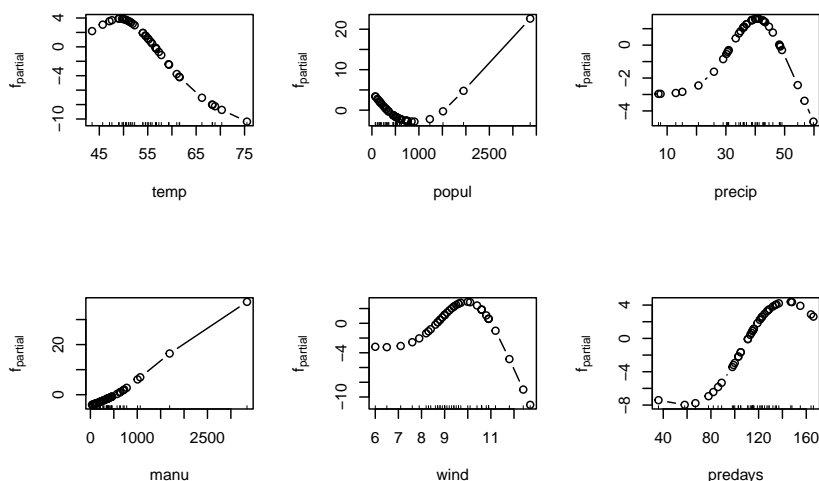 4
0
−4
−10
f_partial
45 55 65 75
temp
20
10
0
f_partial
0 1000 2500
popul
0
−2
−4
f_partial
10 30 50
precip
20
0
f_partial
0 1000 2500
manu
0
−4
−10
f_partial
6 7 8 9 11
wind
4
0
−4
−8
f_partial
40 80 120 160
predays